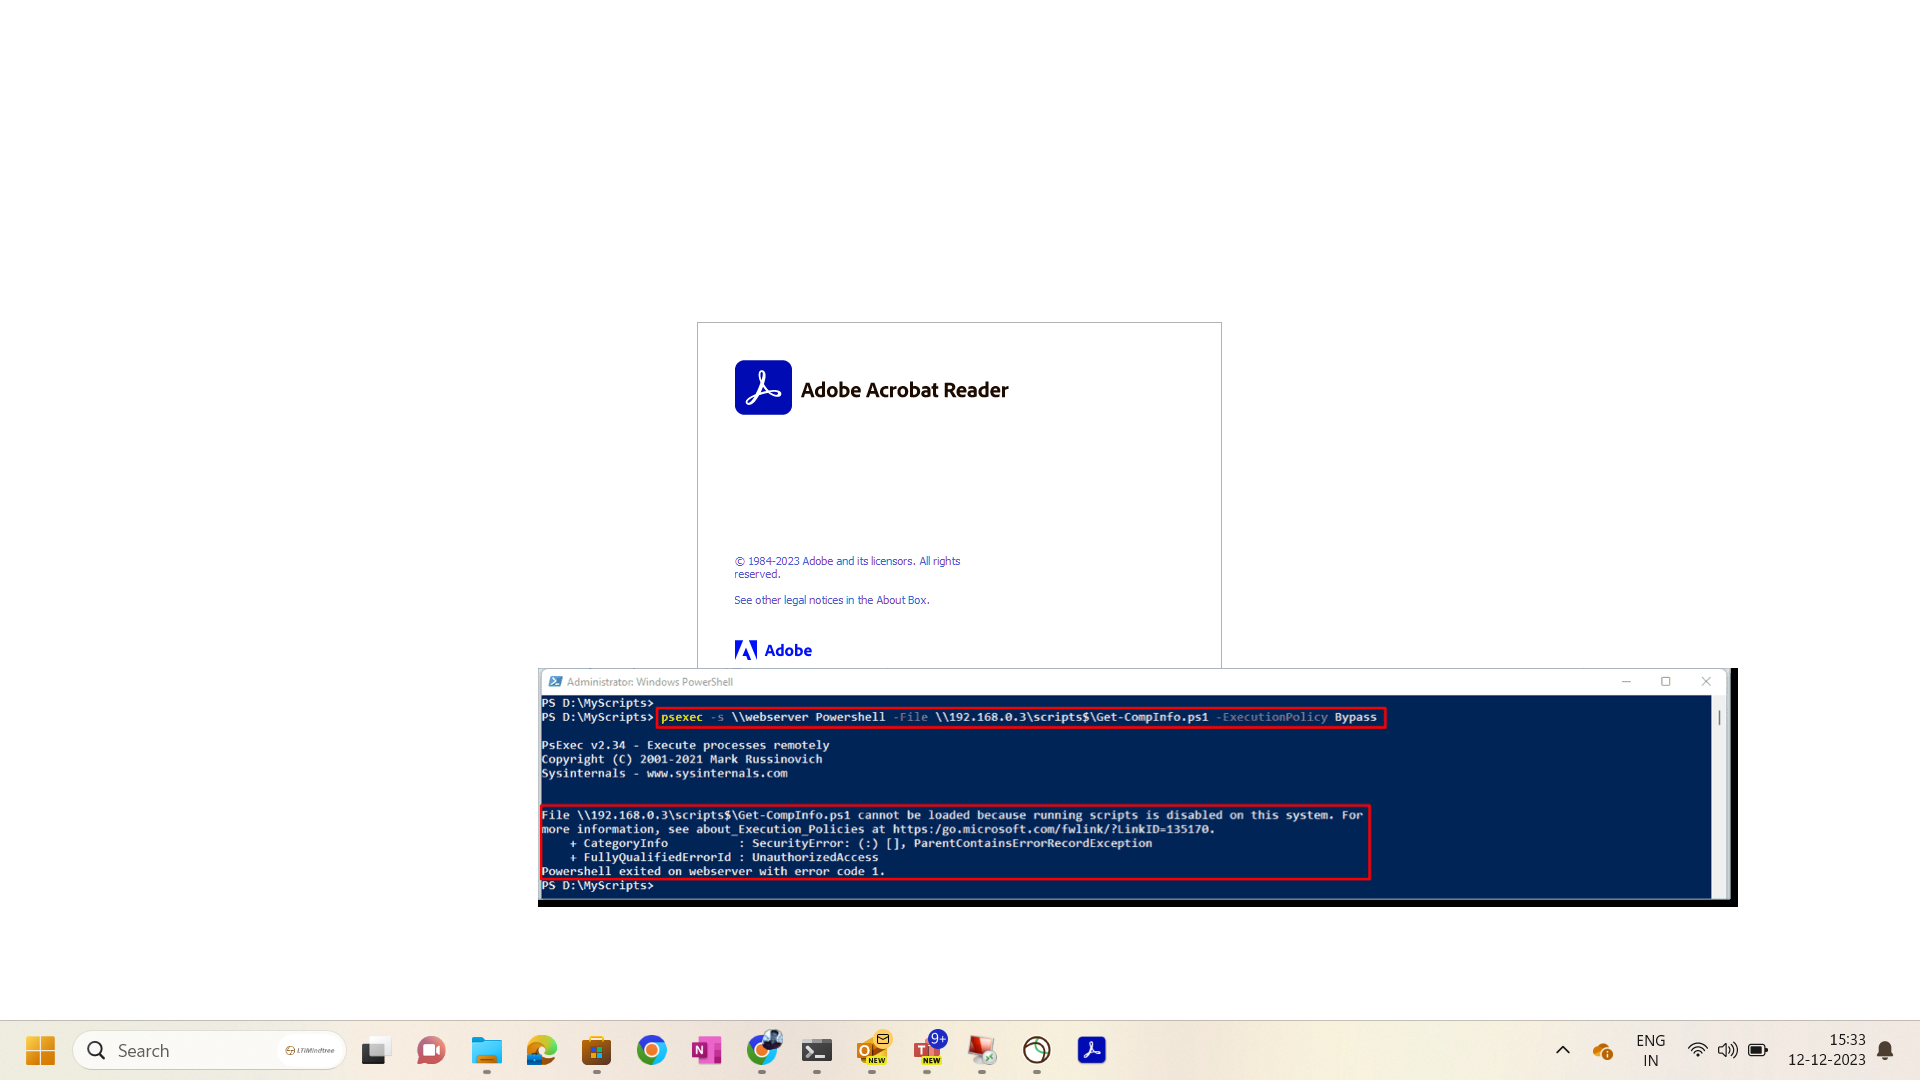 Adobe Acrobat Reader
© 1984-2023 Adobe and its licensors. All rights
reserved.
See other legal notices in the About Box.
Adobe
Administrator: Windows PowerShell
PS D:\MyScripts>
PS D:\MyScripts> psexec -s \\webserver Powershell -File \\192.168.0.3\scripts$\Get-CompInfo.ps1 -ExecutionPolicy Bypass
PsExec v2.34 - Execute processes remotely
Copyright (C) 2001-2021 Mark Russinovich
Sysinternals - www.sysinternals.com
File \\192.168.0.3\scripts$\Get-CompInfo.ps1 cannot be loaded because running scripts is disabled on this system. For
more information, see about_Execution_Policies at https:/go.microsoft.com/fwlink/?LinkID=135170.
+ CategoryInfo : SecurityError: (:) [], ParentContainsErrorRecordException
+ FullyQualifiedErrorId : UnauthorizedAccess
Powershell exited on webserver with error code 1.
PS D:\MyScripts>
Search
LTIMindtree
NEW
9+
NEW
ENG
IN
15:33
12-12-2023